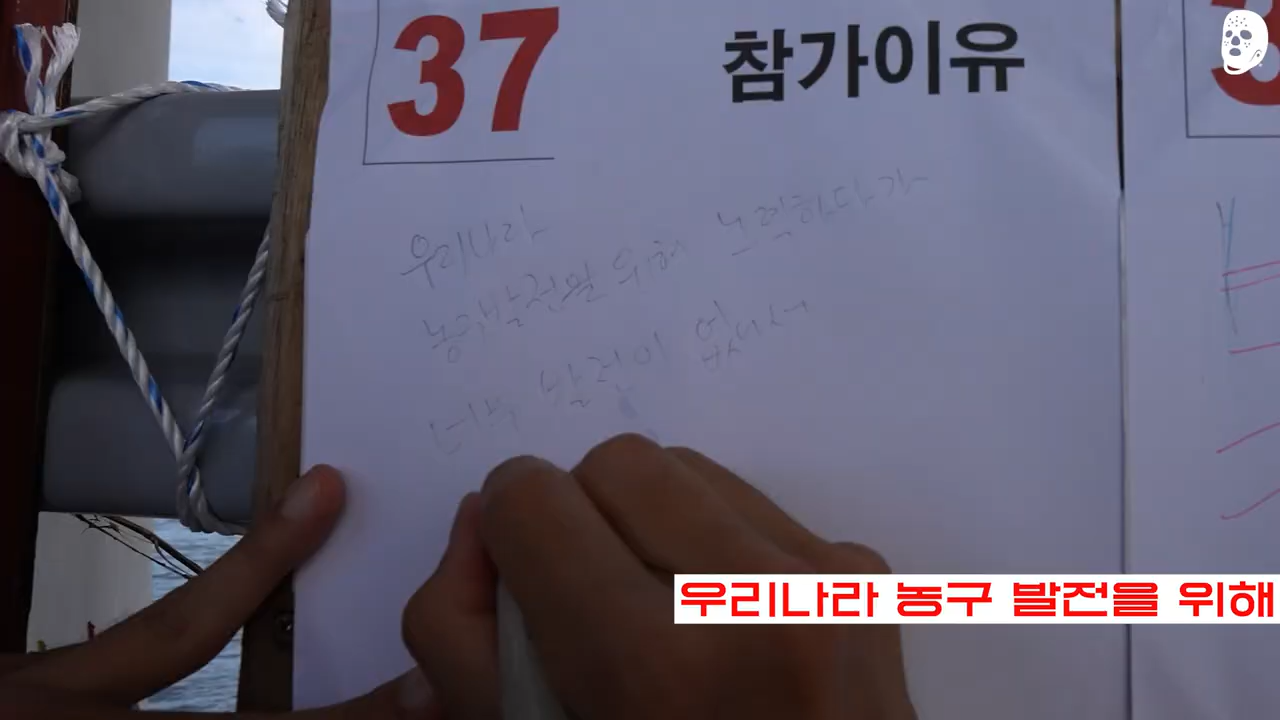 37
참가이유
우리나라
농구발전을 위해 노력하다가
너무 발전이 없어서
우리나라 농구 발전을 위해